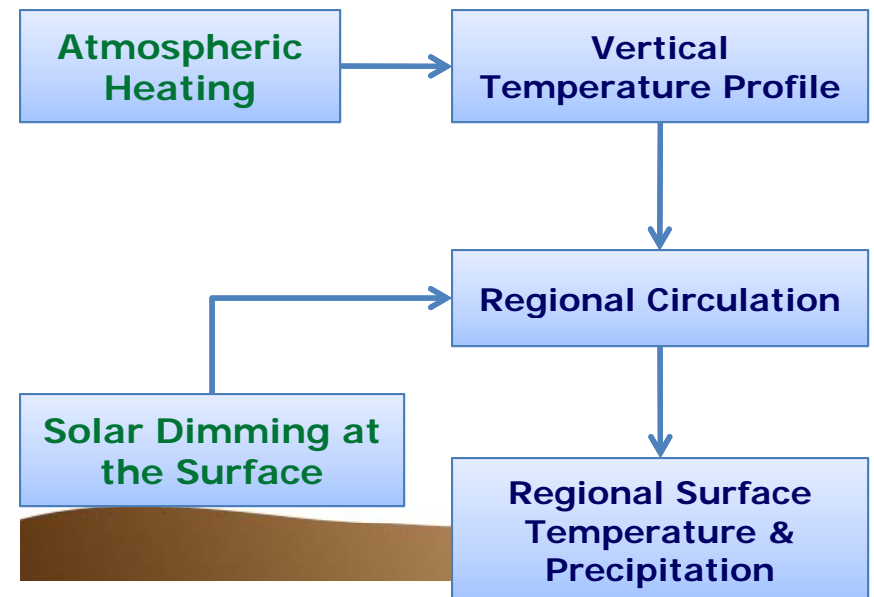 Atmospheric
Heating
Vertical
Temperature Profile
Regional Circulation
Solar Dimming at
the Surface
Regional Surface
Temperature &
Precipitation